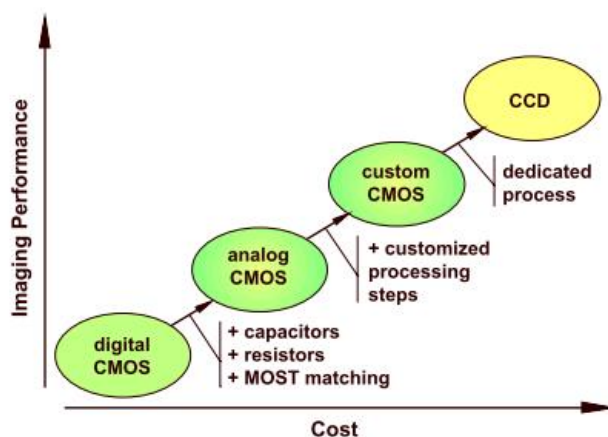 Imaging Performance
CCD
custom
CMOS
dedicated
process
analog
CMOS
+ customized
processing
steps
digital
CMOS
+ capacitors
+ resistors
+ MOST matching
Cost